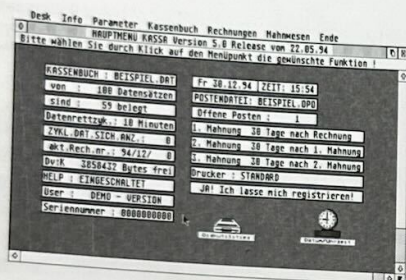 Desk Info Parameter Kassenbuch Rechnungen Mahnwesen Ende
HAUPTMENU KASSA Version 5.0 Release vom 22.05.94
Bitte wählen Sie durch Klick auf den Menüpunkt die gewünschte Funktion !
KASSENBUCH : BEISPIEL.DAT
von : 100 Datensätzen
sind : 59 belegt
Datenrettzyk.: 10 Minuten
ZYKL.DAT.SICH.ANZ.: 0
akt.Rech.nr.: 94/12/ 0
Dv:K 3858432 Bytes frei
HELP : EINGESCHALTET
User : DEMO - VERSION
Seriennummer : 0000000000
Fr 30.12.94 ZEIT: 15:54
POSTENDATEI: BEISPIEL.OPO
Offene Posten : 1
1. Mahnung 30 Tage nach Rechnung
2. Mahnung 30 Tage nach 1. Mahnung
3. Mahnung 30 Tage nach 2. Mahnung
Drucker : STANDARD
JA! Ich lasse mich registrieren!